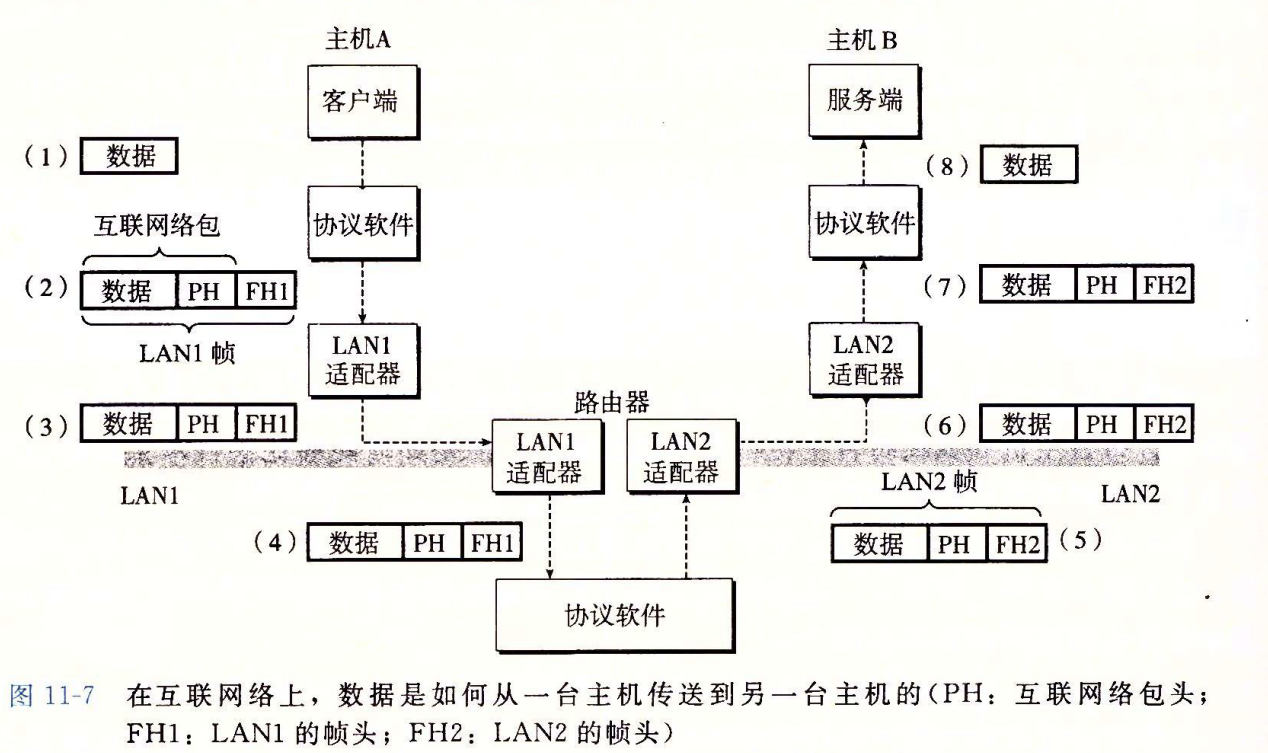 主机A
主机 B
客户端
服务端
(1) 数据
(8) 数据
互联网络包
协议软件
协议软件
(2) 数据 PH FH1
(7) 数据 PH FH2
LAN1 帧
LAN1
适配器
LAN2
适配器
路由器
(3) 数据 PH FH1
(6) 数据 PH FH2
LAN1
适配器
LAN2
适配器
LAN1
LAN2 帧
LAN2
(4) 数据 PH FH1
数据 PH FH2 (5)
协议软件
图 11-7 在互联网络上，数据是如何从一台主机传送到另一台主机的(PH：互联网络包头；
FH1：LAN1 的帧头；FH2：LAN2 的帧头)